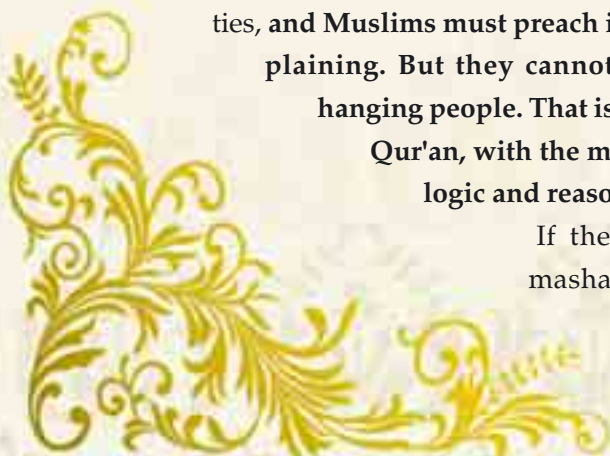 ties, and Muslims must preach i
plaining. But they cannot
hanging people. That is
Qur'an, with the m
logic and reaso
If the
masha